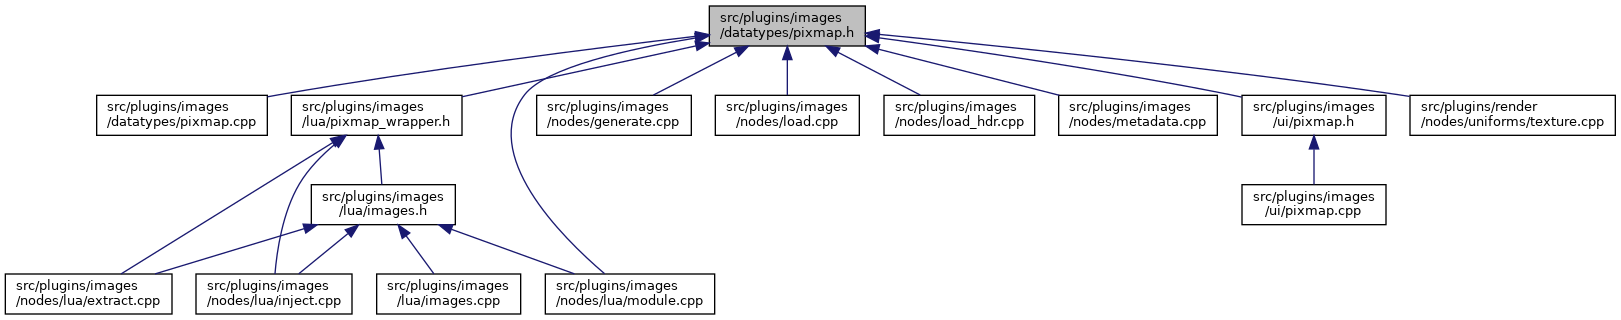 src/plugins/images
/datatypes/pixmap.h
src/plugins/images
/datatypes/pixmap.cpp
src/plugins/images
/lua/pixmap_wrapper.h
src/plugins/images
/nodes/generate.cpp
src/plugins/images
/nodes/load.cpp
src/plugins/images
/nodes/load_hdr.cpp
src/plugins/images
/nodes/metadata.cpp
src/plugins/images
/ui/pixmap.h
src/plugins/render
/nodes/uniforms/texture.cpp
src/plugins/images
/lua/images.h
src/plugins/images
/ui/pixmap.cpp
src/plugins/images
/nodes/lua/extract.cpp
src/plugins/images
/nodes/lua/inject.cpp
src/plugins/images
/lua/images.cpp
src/plugins/images
/nodes/lua/module.cpp